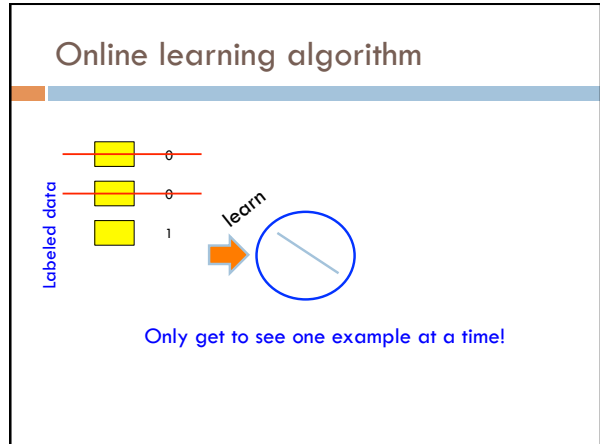 Online learning algorithm
Labeled data
0
0
1
learn
Only get to see one example at a time!